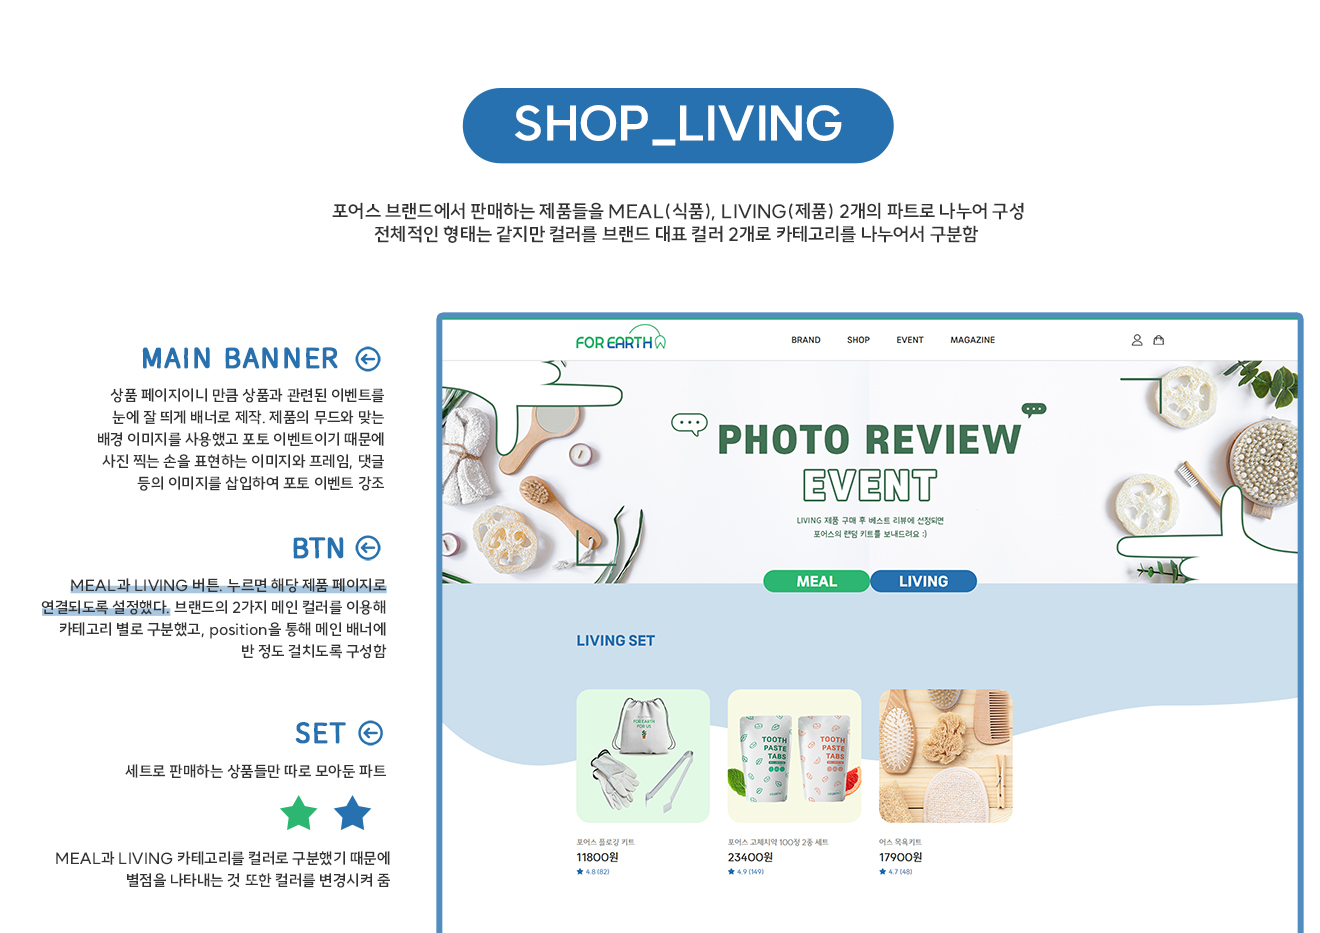 SHOP_LIVING
포어스 브랜드에서 판매하는 제품들을 MEAL(식품), LIVING(제품) 2개의 파트로 나누어 구성
전체적인 형태는 같지만 컬러를 브랜드 대표 컬러 2개로 카테고리를 나누어서 구분함
MAIN BANNER
상품 페이지이니 만큼 상품과 관련된 이벤트를
눈에 잘 띄게 배너로 제작. 제품의 무드와 맞는
배경 이미지를 사용했고 포토 이벤트이기 때문에
사진 찍는 손을 표현하는 이미지와 프레임, 댓글
등의 이미지를 삽입하여 포토 이벤트 강조
BTN
MEAL과 LIVING 버튼. 누르면 해당 제품 페이지로
연결되도록 설정했다. 브랜드의 2가지 메인 컬러를 이용해
카테고리 별로 구분했고, position을 통해 메인 배너에
반 정도 걸치도록 구성함
SET
세트로 판매하는 상품들만 따로 모아둔 파트
MEAL과 LIVING 카테고리를 컬러로 구분했기 때문에
별점을 나타내는 것 또한 컬러를 변경시켜 줌
FOR EARTH
BRAND SHOP EVENT MAGAZINE
PHOTO REVIEW
EVENT
LIVING 제품 구매 후 베스트 리뷰에 선정되면
포어스의 랜덤 키트를 보내드려요 :)
MEAL LIVING
LIVING SET
FOR EARTH
FOR US
TOOTH
PASTE
TABS
TOOTH
PASTE
TABS
포어스 플로깅 키트
11800원
4.8 (82)
포어스 고체치약 100정 2종 세트
23400원
4.9 (149)
어스 목욕키트
17900원
4.7 (48)